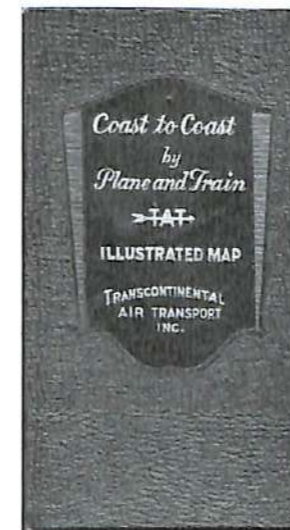 Coast to Coast
by
Plane and Train
TAT
ILLUSTRATED MAP
TRANSCONTINENTAL
AIR TRANSPORT
INC.